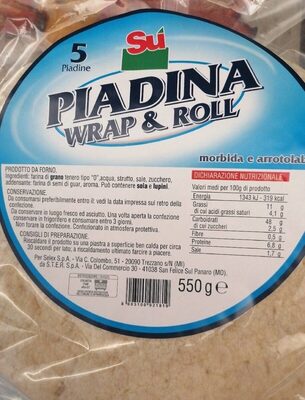 5
Piadine
Sú
PIADINA
WRAP & ROLL
morbida e arrotolab
PRODOTTO DA FORNO.
Ingredienti: farina di grano tenero tipo "0", acqua, strutto, sale, zucchero,
addensante: farina di semi di guar, aroma. Può contenere soia e lupini.
CONSERVAZIONE
Da consumarsi preferibilmente entro il: vedi la data impressa sul retro della
confezione.
Da conservare in luogo fresco ed asciutto. Una volta aperta la confezione
conservare in frigorifero e consumare entro 3 giorni.
Non forare la confezione. Confezionato in atmosfera protettiva.
CONSIGLI DI PREPARAZIONE.
Riscaldare il prodotto su una piastra a superficie ben calda per circa
30 secondi per lato, a riscaldamento ultimato farcire a piacere.
Per Selex S.p.A. - Via C. Colombo, 51 - 20090 Trezzano s/N (MI)
da S.T.E.R. S.p.A. - Via Del Commercio 30 - 41038 San Felice Sul Panaro (MO).
DICHIARAZIONE NUTRIZIONALE
Valori medi per 100g di prodotto
Energia 1343 kJ - 319 kcal
Grassi 11 g
di cui acidi grassi saturi 4,1 g
Carboidrati 48 g
di cui zuccheri 2,5 g
Fibre 0,5 g
Proteine 6,8 g
Sale 1,7 g
550 g e